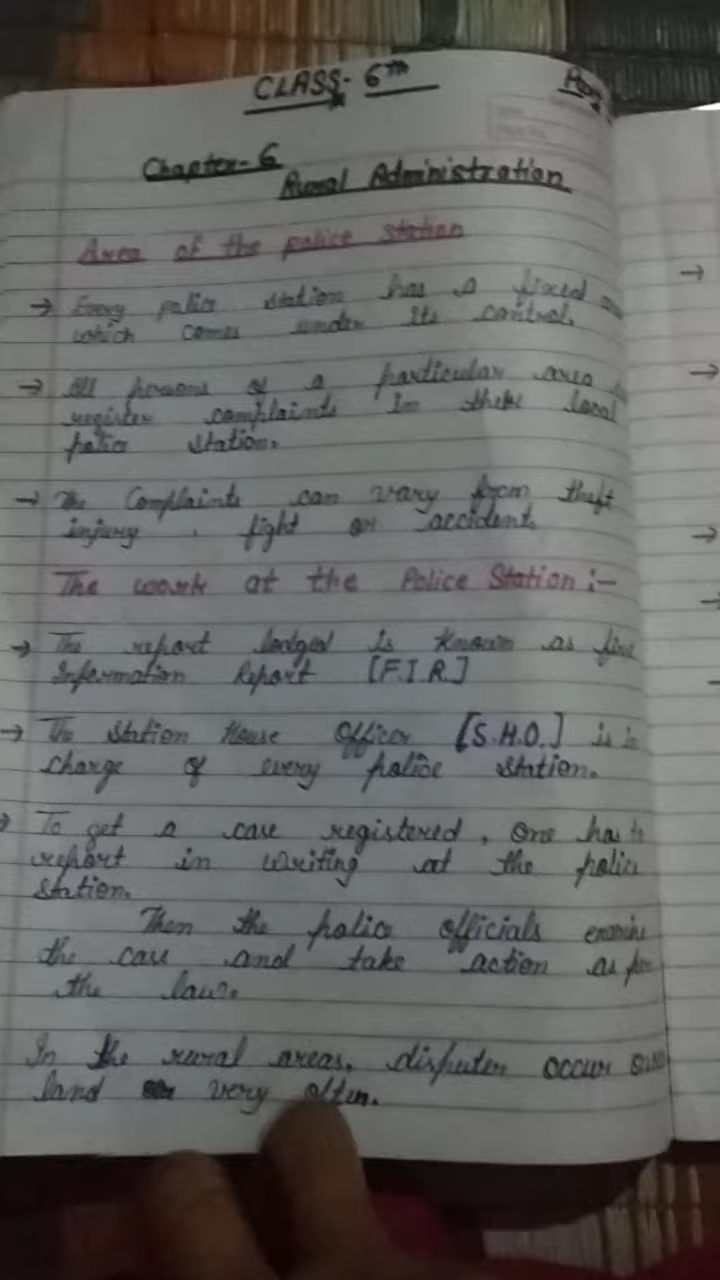 CLASS- 6th
Chapter-6
Rural Administration
Area of the police station
→ Every police station has a fixed
which comes under its control.
→ All persons of a particular area
register complaints in their local
police station.
→ The Complaints can vary from theft
injury, fight or accident.
The work at the Police Station :-
→ The report lodged is known as first
Information Report [F.I.R.]
→ The Station House Officer [S.H.O.] is in
charge of every police station.
→ To get a case registered, one has to
report in writing at the police
station.
Then the police officials examine
the case and take action as per
the law.
In the rural areas, disputes occur
land very often.